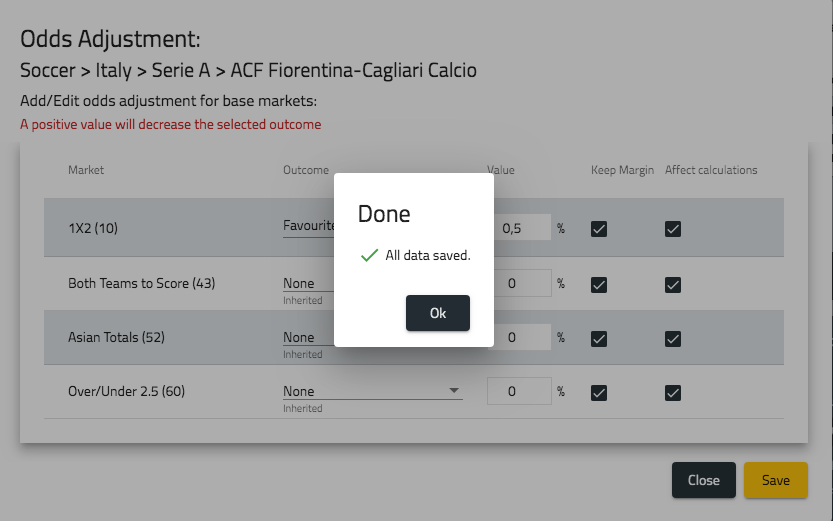 Odds Adjustment:
Soccer > Italy > Serie A > ACF Fiorentina-Cagliari Calcio
Add/Edit odds adjustment for base markets:
A positive value will decrease the selected outcome
Market Outcome Value Keep Margin Affect calculations
1X2 (10) Favourite 0,5 %
Both Teams to Score (43) None 0 %
Inherited
Asian Totals (52) None 0 %
Inherited
Over/Under 2.5 (60) None 0 %
Inherited
Done
All data saved.
Ok
Close Save